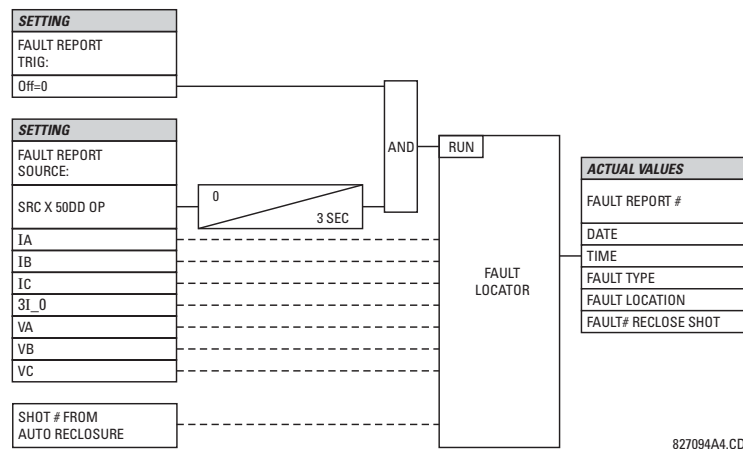 SETTING
FAULT REPORT
TRIG:
Off=0
SETTING
FAULT REPORT
SOURCE:
SRC X 50DD OP
IA
IB
IC
3I_0
VA
VB
VC
SHOT # FROM
AUTO RECLOSURE
0
3 SEC
AND
RUN
FAULT
LOCATOR
ACTUAL VALUES
FAULT REPORT #
DATE
TIME
FAULT TYPE
FAULT LOCATION
FAULT# RECLOSE SHOT
827094A4.CD